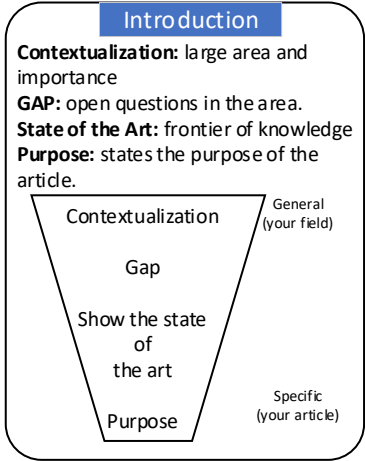 Introduction
Contextualization: large area and
importance
GAP: open questions in the area.
State of the Art: frontier of knowledge
Purpose: states the purpose of the
article.
Contextualization
General
(your field)
Gap
Show the state
of
the art
Specific
(your article)
Purpose